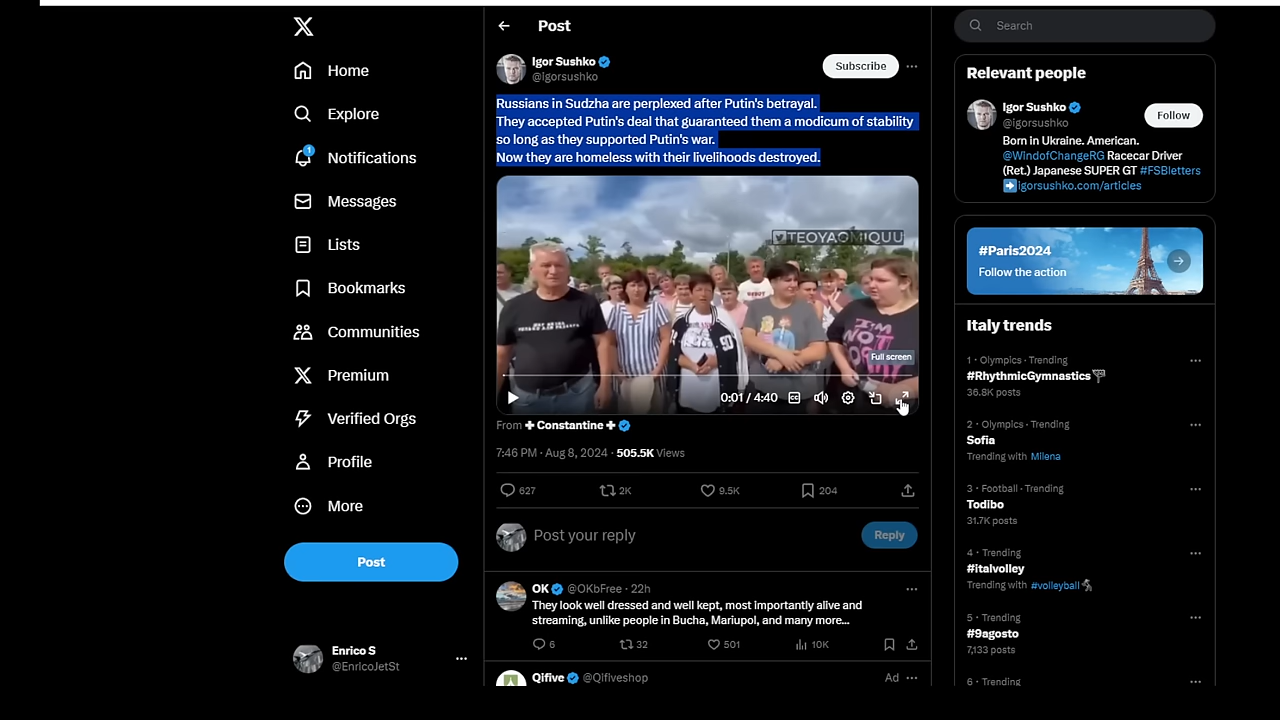 Home
Explore
1
Notifications
Messages
Lists
Bookmarks
Communities
Premium
Verified Orgs
Profile
More
Post
Enrico S
@EnricoJetSt
Post
Igor Sushko
@igorsushko
Subscribe
Russians in Sudzha are perplexed after Putin's betrayal.
They accepted Putin's deal that guaranteed them a modicum of stability
so long as they supported Putin's war.
Now they are homeless with their livelihoods destroyed.
TEOYAOMIQUU
I'M
NOT
Full screen
0:01 / 4:40
From ✚ Constantine ✚
7:46 PM · Aug 8, 2024 · 505.5K Views
627
2K
9.5K
204
Post your reply
Reply
OK @OKbFree · 22h
They look well dressed and well kept, most importantly alive and
streaming, unlike people in Bucha, Mariupol, and many more...
6
32
501
10K
Qifive @Qifiveshop
Ad
Search
Relevant people
Igor Sushko
@igorsushko
Follow
Born in Ukraine. American.
@WindofChangeRG Racecar Driver
(Ret.) Japanese SUPER GT #FSBletters
➡igorsushko.com/articles
#Paris2024
Follow the action
Italy trends
1 · Olympics · Trending
#RhythmicGymnastics
36.8K posts
2 · Olympics · Trending
Sofia
Trending with Milena
3 · Football · Trending
Todibo
31.7K posts
4 · Trending
#italvolley
Trending with #volleyball
5 · Trending
#9agosto
7,133 posts
6 · Trending